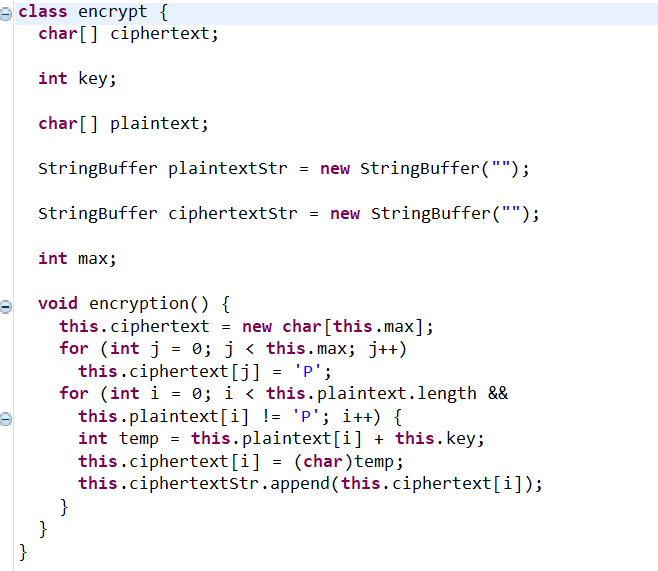 class encrypt {
  char[] ciphertext;

  int key;

  char[] plaintext;

  StringBuffer plaintextStr = new StringBuffer("");

  StringBuffer ciphertextStr = new StringBuffer("");

  int max;

  void encryption() {
    this.ciphertext = new char[this.max];
    for (int j = 0; j < this.max; j++)
      this.ciphertext[j] = 'P';
    for (int i = 0; i < this.plaintext.length &&
      this.plaintext[i] != 'P'; i++) {
      int temp = this.plaintext[i] + this.key;
      this.ciphertext[i] = (char)temp;
      this.ciphertextStr.append(this.ciphertext[i]);
    }
  }
}